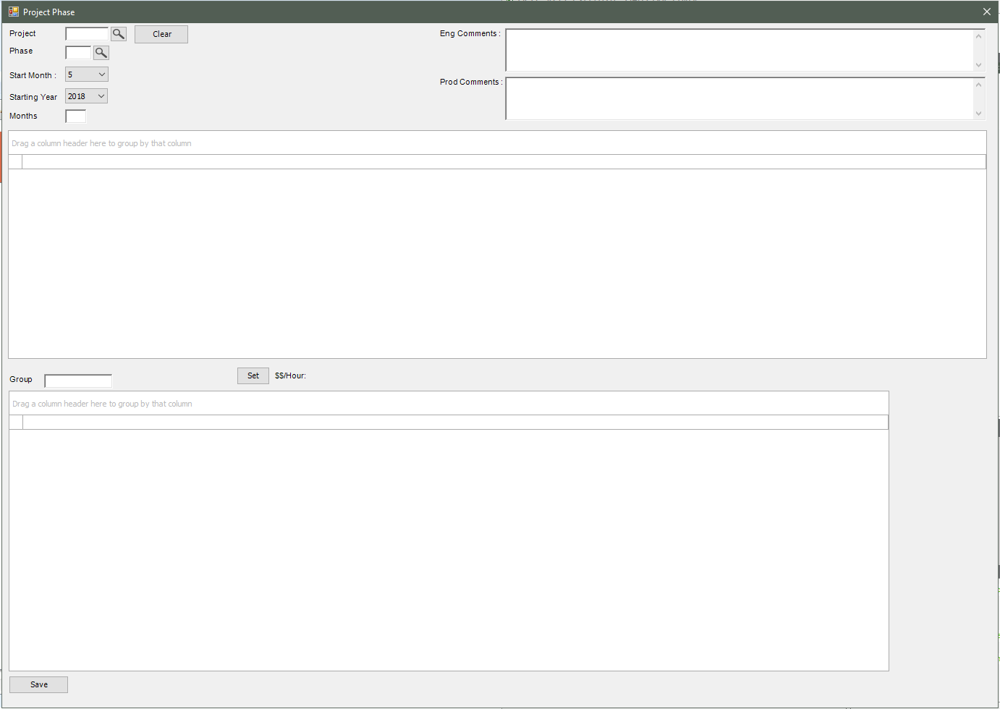 Project Phase
Project
Clear
Eng Comments :
Phase
Start Month :
5
Prod Comments :
Starting Year
2018
Months
Drag a column header here to group by that column
Group
Set
$$/Hour:
Drag a column header here to group by that column
Save